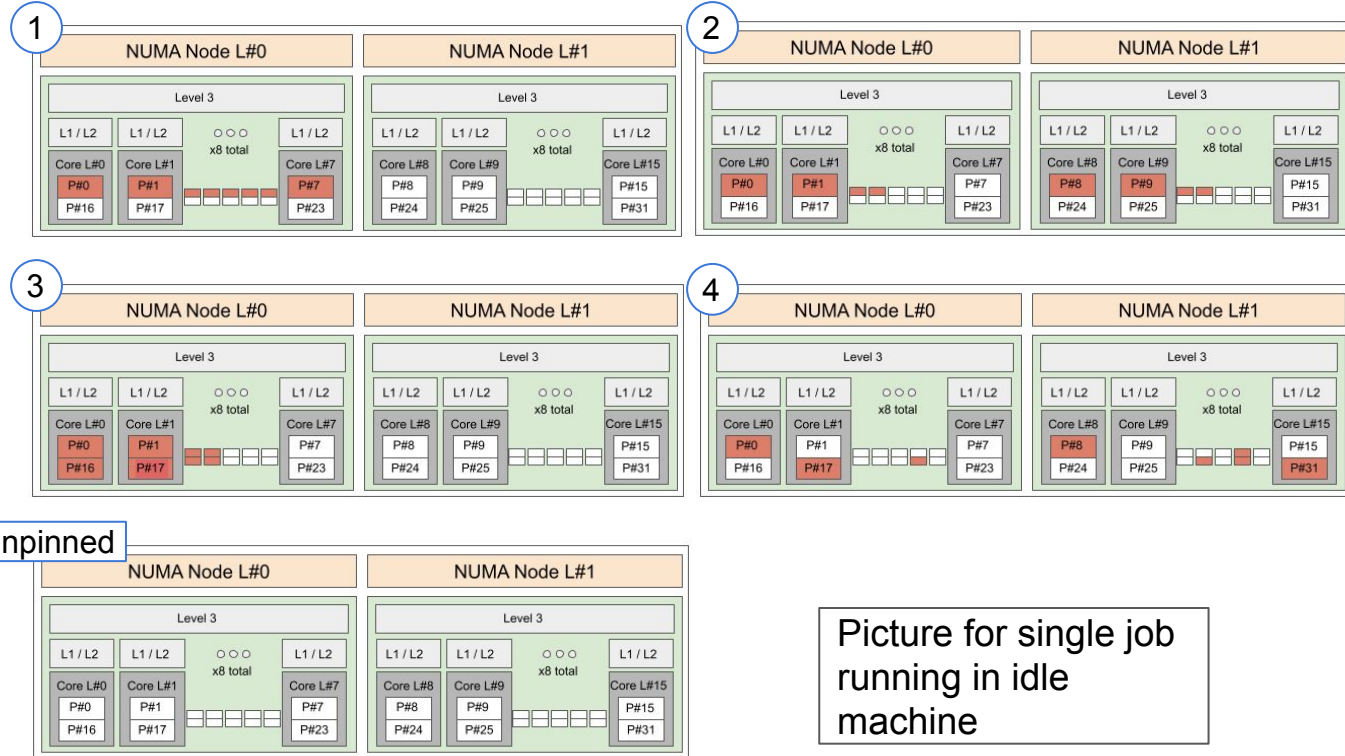 1
NUMA Node L#0 NUMA Node L#1
Level 3 Level 3
L1 / L2 L1 / L2 x8 total L1 / L2 L1 / L2 L1 / L2 x8 total L1 / L2
Core L#0 Core L#1 Core L#7 Core L#8 Core L#9 Core L#15
P#0 P#1 P#7 P#8 P#9 P#15
P#16 P#17 P#23 P#24 P#25 P#31
2
NUMA Node L#0 NUMA Node L#1
Level 3 Level 3
L1 / L2 L1 / L2 x8 total L1 / L2 L1 / L2 L1 / L2 x8 total L1 / L2
Core L#0 Core L#1 Core L#7 Core L#8 Core L#9 Core L#15
P#0 P#1 P#7 P#8 P#9 P#15
P#16 P#17 P#23 P#24 P#25 P#31
3
NUMA Node L#0 NUMA Node L#1
Level 3 Level 3
L1 / L2 L1 / L2 x8 total L1 / L2 L1 / L2 L1 / L2 x8 total L1 / L2
Core L#0 Core L#1 Core L#7 Core L#8 Core L#9 Core L#15
P#0 P#1 P#7 P#8 P#9 P#15
P#16 P#17 P#23 P#24 P#25 P#31
4
NUMA Node L#0 NUMA Node L#1
Level 3 Level 3
L1 / L2 L1 / L2 x8 total L1 / L2 L1 / L2 L1 / L2 x8 total L1 / L2
Core L#0 Core L#1 Core L#7 Core L#8 Core L#9 Core L#15
P#0 P#1 P#7 P#8 P#9 P#15
P#16 P#17 P#23 P#24 P#25 P#31
npinned
NUMA Node L#0 NUMA Node L#1
Level 3 Level 3
L1 / L2 L1 / L2 x8 total L1 / L2 L1 / L2 L1 / L2 x8 total L1 / L2
Core L#0 Core L#1 Core L#7 Core L#8 Core L#9 Core L#15
P#0 P#1 P#7 P#8 P#9 P#15
P#16 P#17 P#23 P#24 P#25 P#31
Picture for single job
running in idle
machine